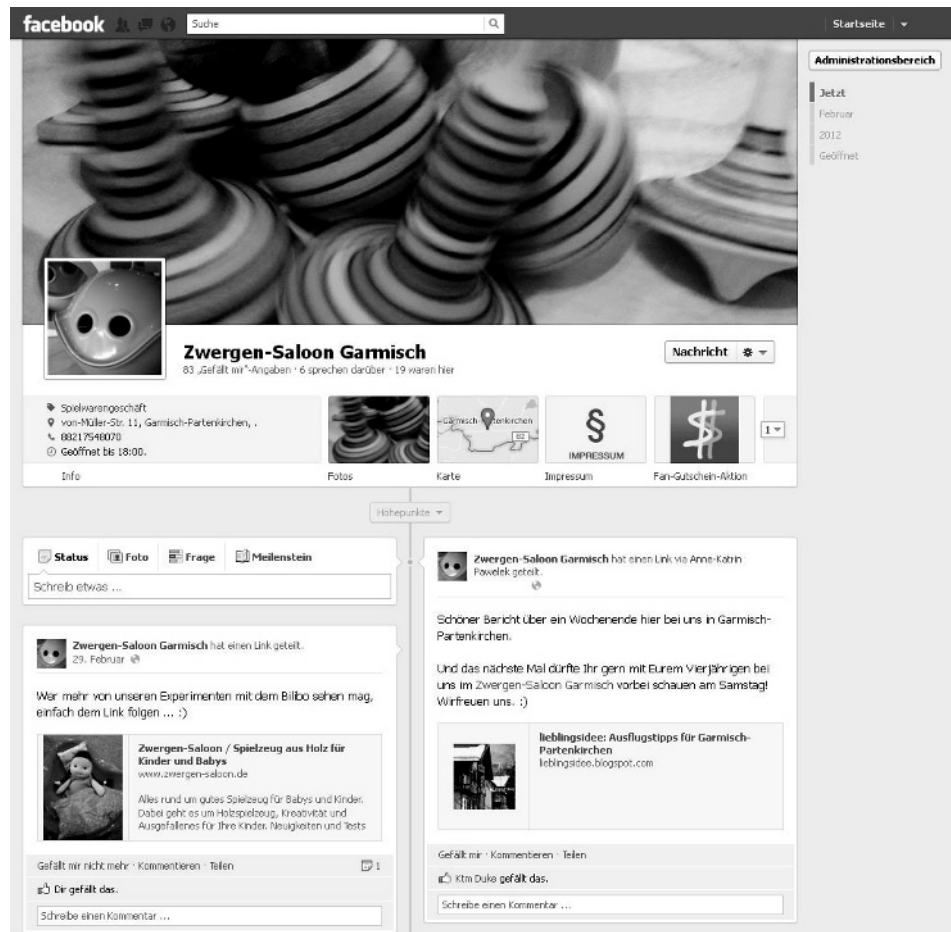 facebook
Suche
Startseite
Administrationsbereich
Jetzt
Februar
2012
Geöffnet
Zwergen-Saloon Garmisch
83 „Gefällt mir"-Angaben · 6 sprechen darüber · 19 waren hier
Nachricht
Spielwarengeschäft
von-Müller-Str. 11, Garmisch-Partenkirchen, .
88217548070
Geöffnet bis 18:00.
Info
Fotos
Garmisch-Partenkirchen
Karte
§
IMPRESSUM
Impressum
Fan-Gutschein-Aktion
1
Höhepunkte
Status
Foto
Frage
Meilenstein
Schreib etwas ...
Zwergen-Saloon Garmisch hat einen Link geteilt.
29. Februar
Wer mehr von unseren Experimenten mit dem Bilibo sehen mag,
einfach dem Link folgen ... :)
Zwergen-Saloon / Spielzeug aus Holz für
Kinder und Babys
www.zwergen-saloon.de
Alles rund um gutes Spielzeug für Babys und Kinder.
Dabei geht es um Holzspielzeug, Kreativität und
Ausgefallenes für Ihre Kinder. Neuigkeiten und Tests
Gefällt mir nicht mehr · Kommentieren · Teilen
1
Dir gefällt das.
Schreibe einen Kommentar ...
Zwergen-Saloon Garmisch hat einen Link via Anne-Katrin
Pawelek geteilt.
Schöner Bericht über ein Wochenende hier bei uns in Garmisch-
Partenkirchen.
Und das nächste Mal dürfte Ihr gern mit Eurem Vierjährigen bei
uns im Zwergen-Saloon Garmisch vorbei schauen am Samstag!
Wirfreuen uns. :)
lieblingsidee: Ausflugstipps für Garmisch-
Partenkirchen
lieblingsidee.blogspot.com
Gefällt mir · Kommentieren · Teilen
Ktm Duke gefällt das.
Schreibe einen Kommentar ...